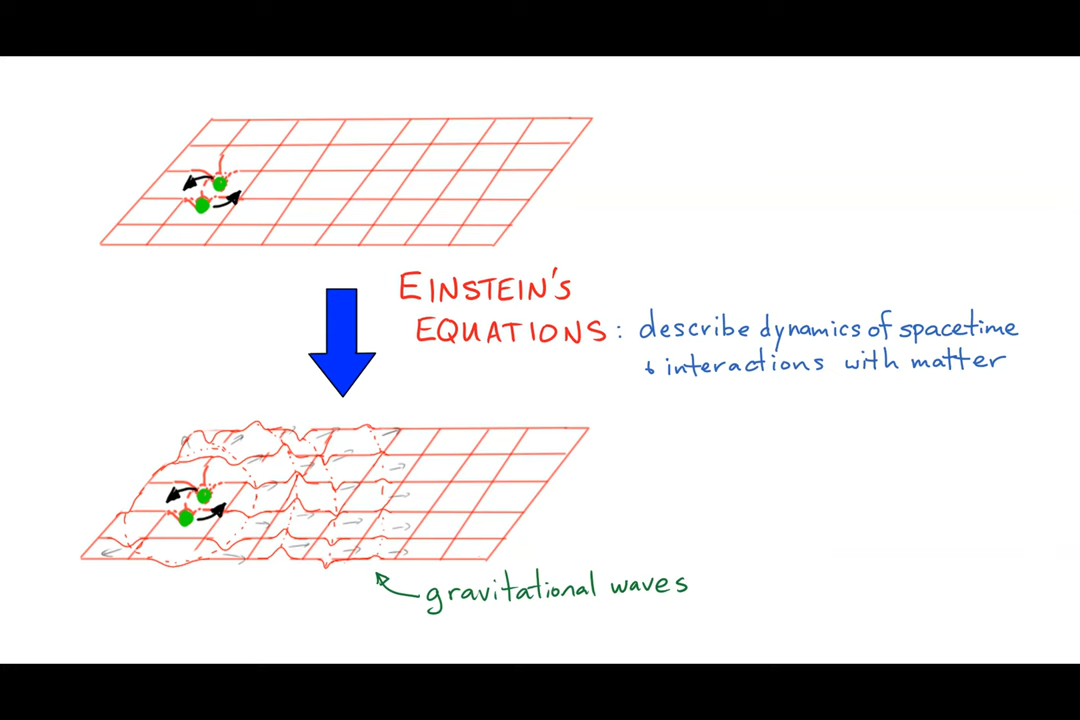 EINSTEIN'S
EQUATIONS: describe dynamics of spacetime
& interactions with matter
gravitational waves